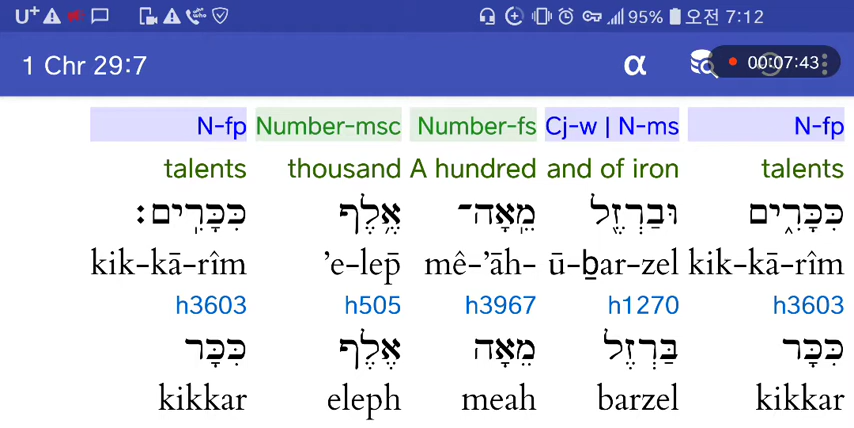 U+ 95% 오전 7:12
1 Chr 29:7 α 00:07:43
N-fp Number-msc Number-fs Cj-w | N-ms N-fp
talents thousand A hundred and of iron talents
כִּכָּרִ֑ים וּבַרְזֶ֖ל מֵֽאָה־ אֶ֥לֶף כִּכָּרִֽים׃
kik-kā-rîm ’e-lep̄ mê-’āh- ū-ḇar-zel kik-kā-rîm
h3603 h505 h3967 h1270 h3603
כִּכָּר בַּרְזֶל מֵאָה אֶלֶף כִּכָּר
kikkar eleph meah barzel kikkar